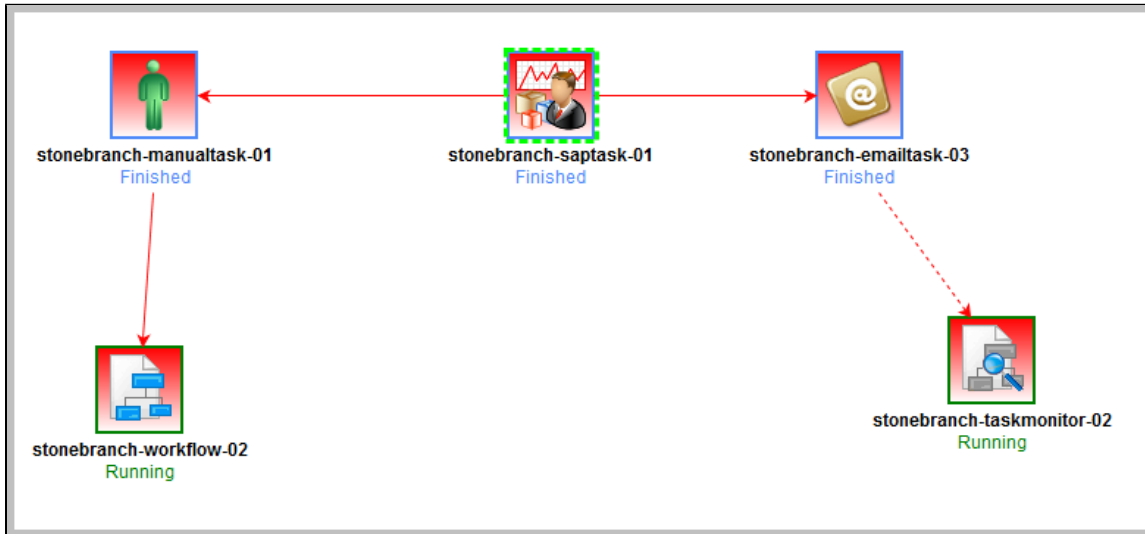 stonebranch-manualtask-01
Finished
stonebranch-saptask-01
Finished
@
stonebranch-emailtask-03
Finished
stonebranch-workflow-02
Running
stonebranch-taskmonitor-02
Running